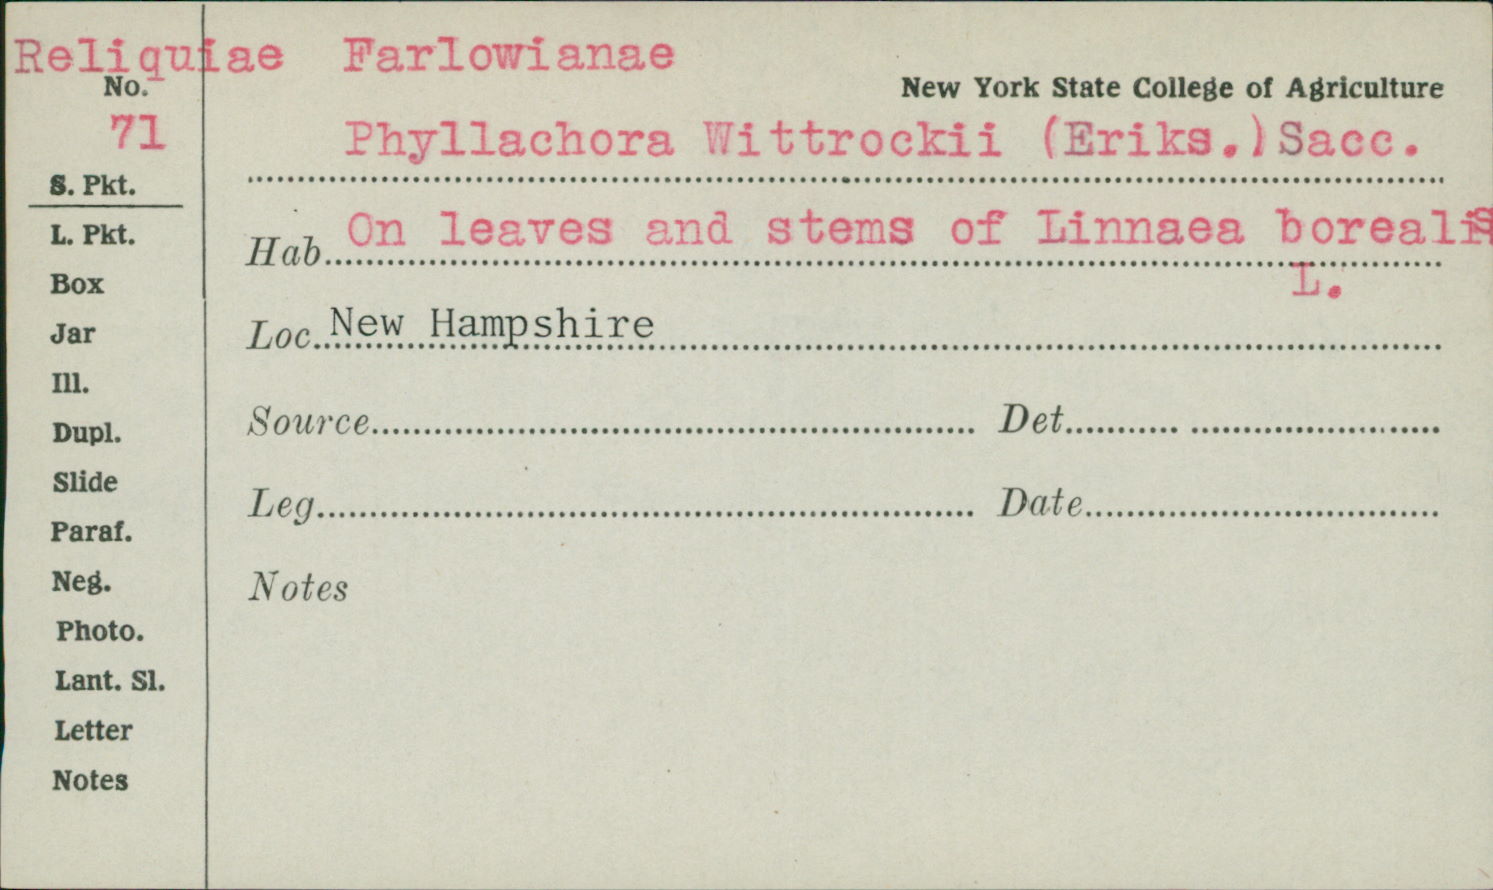 Reliquiae Farlowianae
No.
71
New York State College of Agriculture
Phyllachora Wittrockii (Eriks.)Sacc.
S. Pkt.
L. Pkt.
Box
Jar
Ill.
Dupl.
Slide
Paraf.
Neg.
Photo.
Lant. Sl.
Letter
Notes
Hab. On leaves and stems of Linnaea borealis
L.
Loc. New Hampshire
Source
Det.
Leg.
Date
Notes